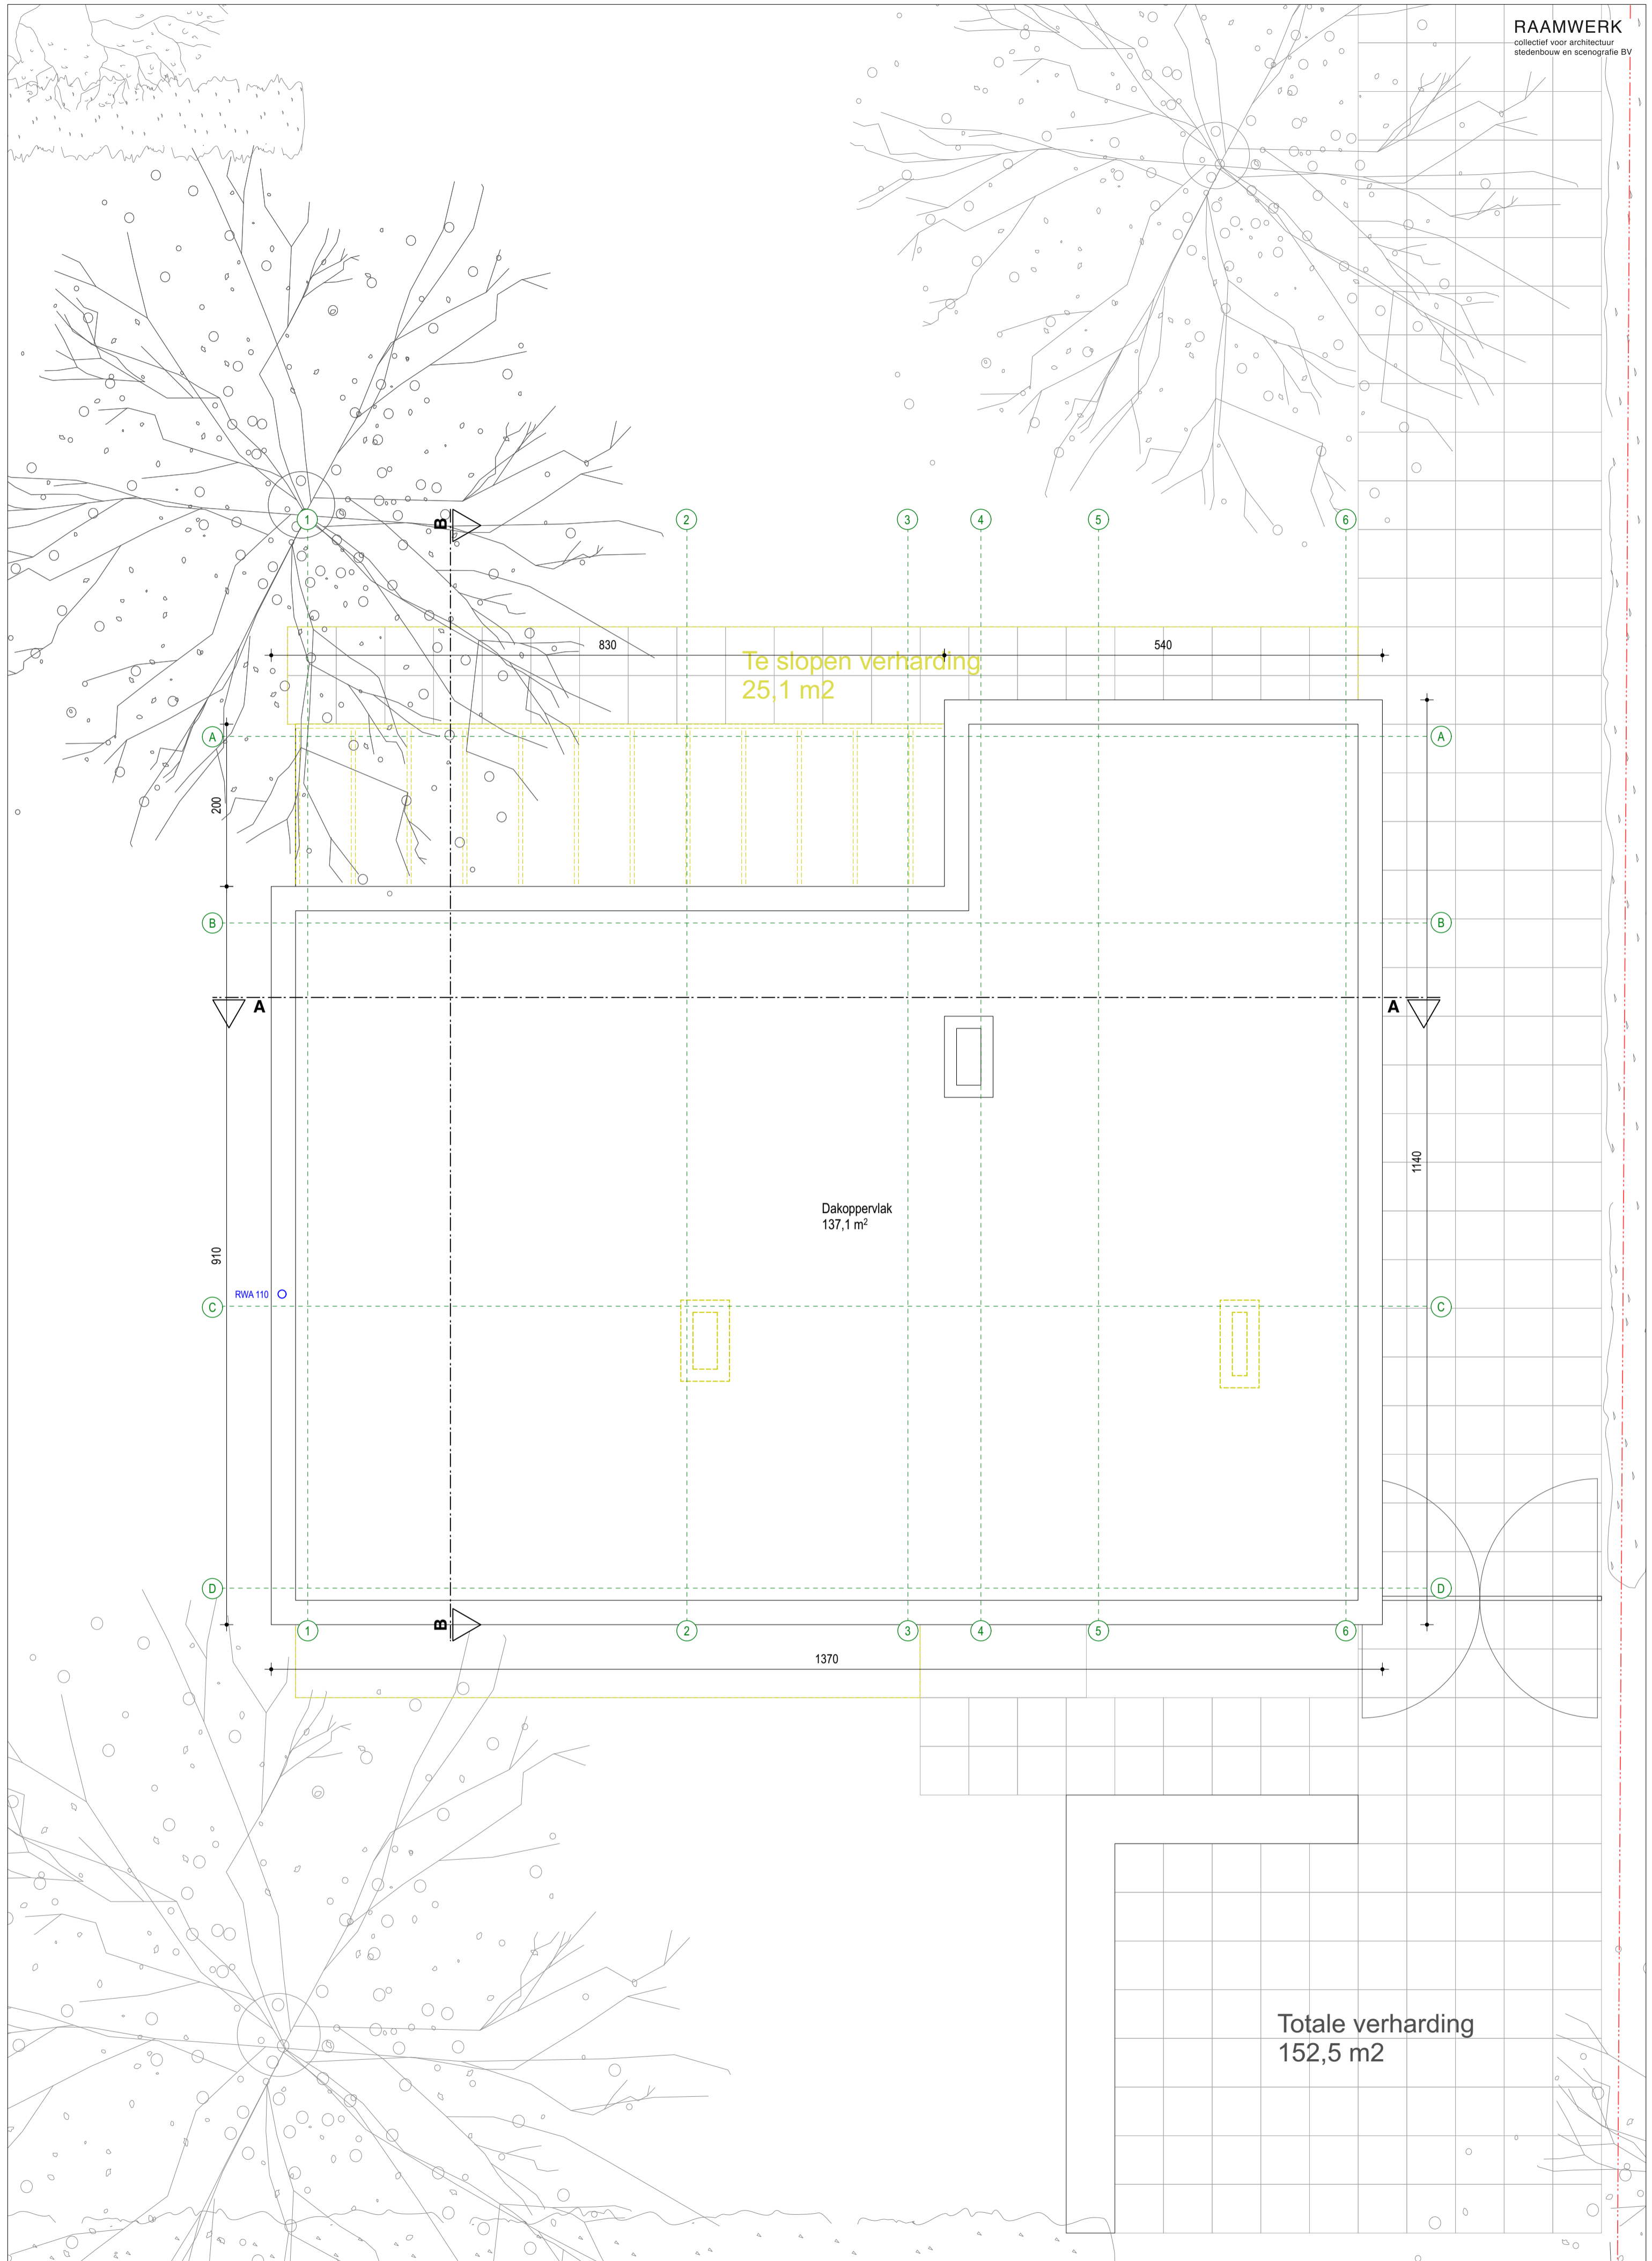 RAAMWERK
collectief voor architectuur
stedenbouw en scenografie BV
1
B
2
3
4
5
6
830
540
Te slopen verharding
25,1 m2
A
A
200
B
B
A
A
1140
Dakoppervlak
137,1 m²
910
RWA 110
C
C
D
D
B
1
2
3
4
5
6
1370
Totale verharding
152,5 m2